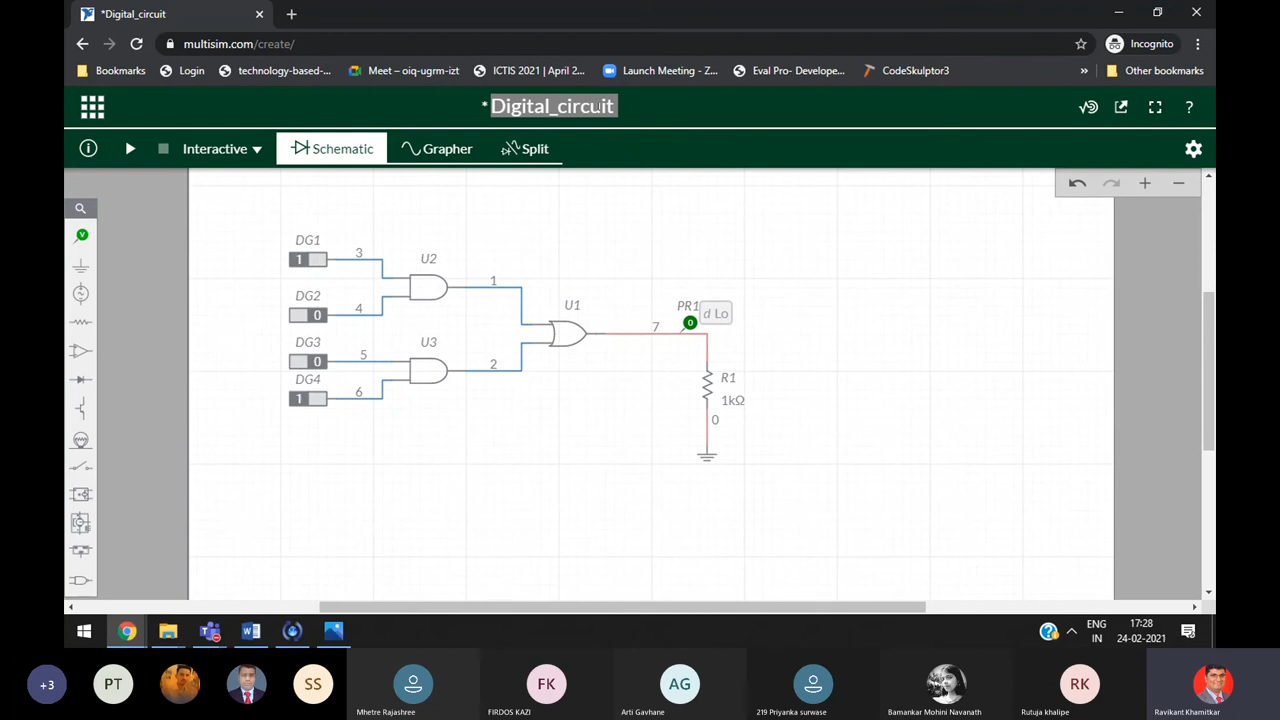 *Digital_circuit
multisim.com/create/
Incognito
Bookmarks
Login
technology-based-...
Meet – oiq-ugrm-izt
ICTIS 2021 | April 2...
Launch Meeting - Z...
Eval Pro- Develope...
CodeSkulptor3
»
Other bookmarks
* Digital_circuit
?
Interactive
Schematic
Grapher
Split
DG1
1
3
U2
1
DG2
0
4
U1
PR1
d Lo
7
DG3
0
5
U3
2
DG4
1
6
R1
1kΩ
0
ENG
IN
17:28
24-02-2021
+3
PT
SS
Mhetre Rajashree
FK
FIRDOS KAZI
AG
Arti Gavhane
219 Priyanka surwase
Bamankar Mohini Navanath
RK
Rutuja khalipe
Ravikant Khamitkar